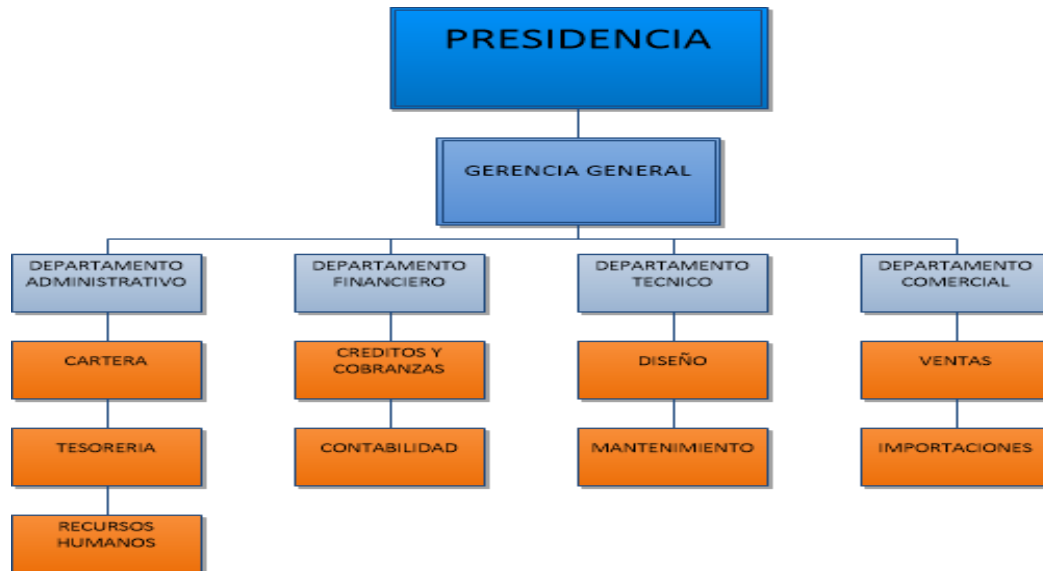 PRESIDENCIA
GERENCIA GENERAL
DEPARTAMENTO
ADMINISTRATIVO
DEPARTAMENTO
FINANCIERO
DEPARTAMENTO
TECNICO
DEPARTAMENTO
COMERCIAL
CARTERA
CREDITOS Y
COBRANZAS
DISEÑO
VENTAS
TESORERIA
CONTABILIDAD
MANTENIMIENTO
IMPORTACIONES
RECURSOS
HUMANOS